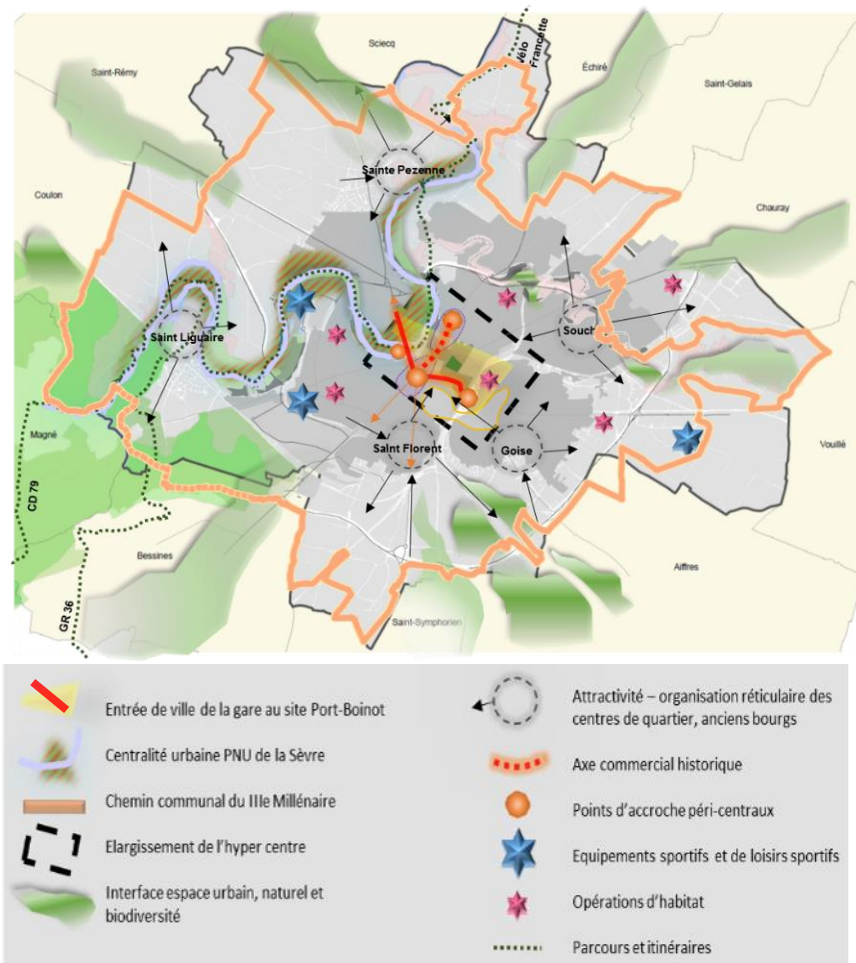 Sciecq
Vélo
Francette
Saint-Rémy
Échiré
Saint-Gelais
Sainte Pezenne
Coulon
Chauray
Saint Liguaire
Souch
Magné
Saint Florent
Goise
Vouillé
CD 79
Bessines
Aiffres
GR 36
Saint-Symphorien
Entrée de ville de la gare au site Port-Boinot
Centralité urbaine PNU de la Sèvre
Chemin communal du IIIe Millénaire
Elargissement de l'hyper centre
Interface espace urbain, naturel et
biodiversité
Attractivité – organisation réticulaire des
centres de quartier, anciens bourgs
Axe commercial historique
Points d'accroche péri-centraux
Equipements sportifs et de loisirs sportifs
Opérations d'habitat
Parcours et itinéraires